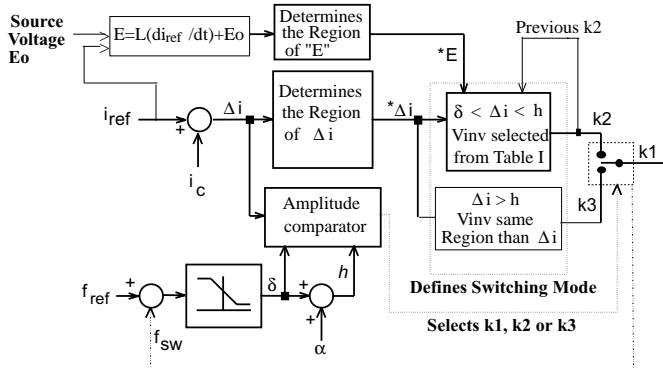 Source
Voltage
Eo
E=L(diref /dt)+Eo
Determines
the Region
of "E"
*E
Previous k2
iref
+
Δi
ic
Determines
the Region
of Δi
*Δi
δ < Δi < h
Vinv selected
from Table I
k2
k1
k3
Δi > h
Vinv same
Region than Δi
Amplitude
comparator
Defines Switching Mode
Selects k1, k2 or k3
fref
+
+
fsw
δ
+
+
h
α